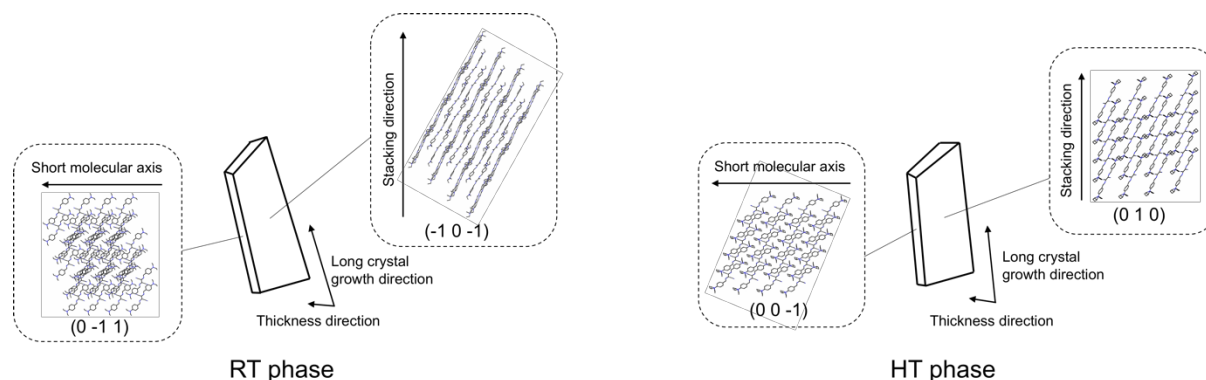 Short molecular axis
(0 -1 1)
Stacking direction
(-1 0 -1)
Long crystal
growth direction
Thickness direction
RT phase
Short molecular axis
(0 0 -1)
Stacking direction
(0 1 0)
Long crystal
growth direction
Thickness direction
HT phase